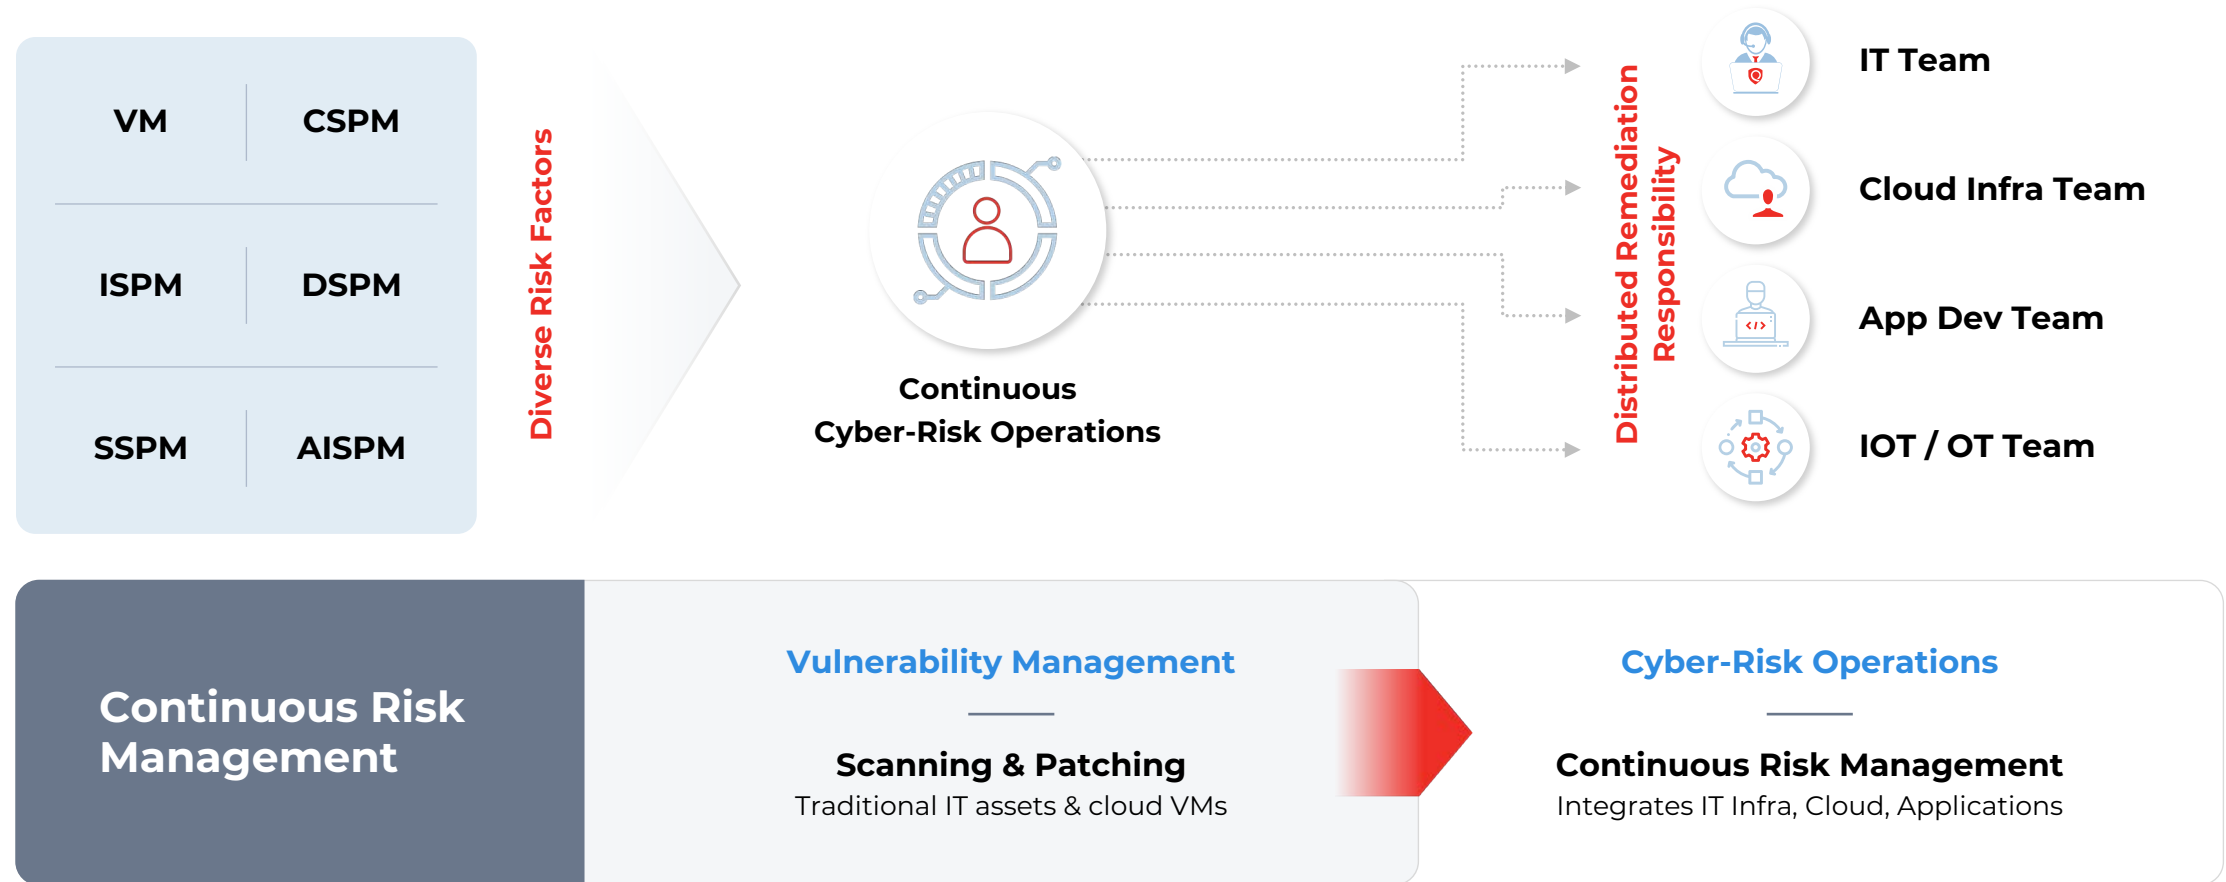 VM
CSPM
ISPM
DSPM
SSPM
AISPM
Diverse Risk Factors
Continuous
Cyber-Risk Operations
Distributed Remediation
Responsibility
IT Team
Cloud Infra Team
App Dev Team
IOT / OT Team
Continuous Risk
Management
Vulnerability Management
Scanning & Patching
Traditional IT assets & cloud VMs
Cyber-Risk Operations
Continuous Risk Management
Integrates IT Infra, Cloud, Applications